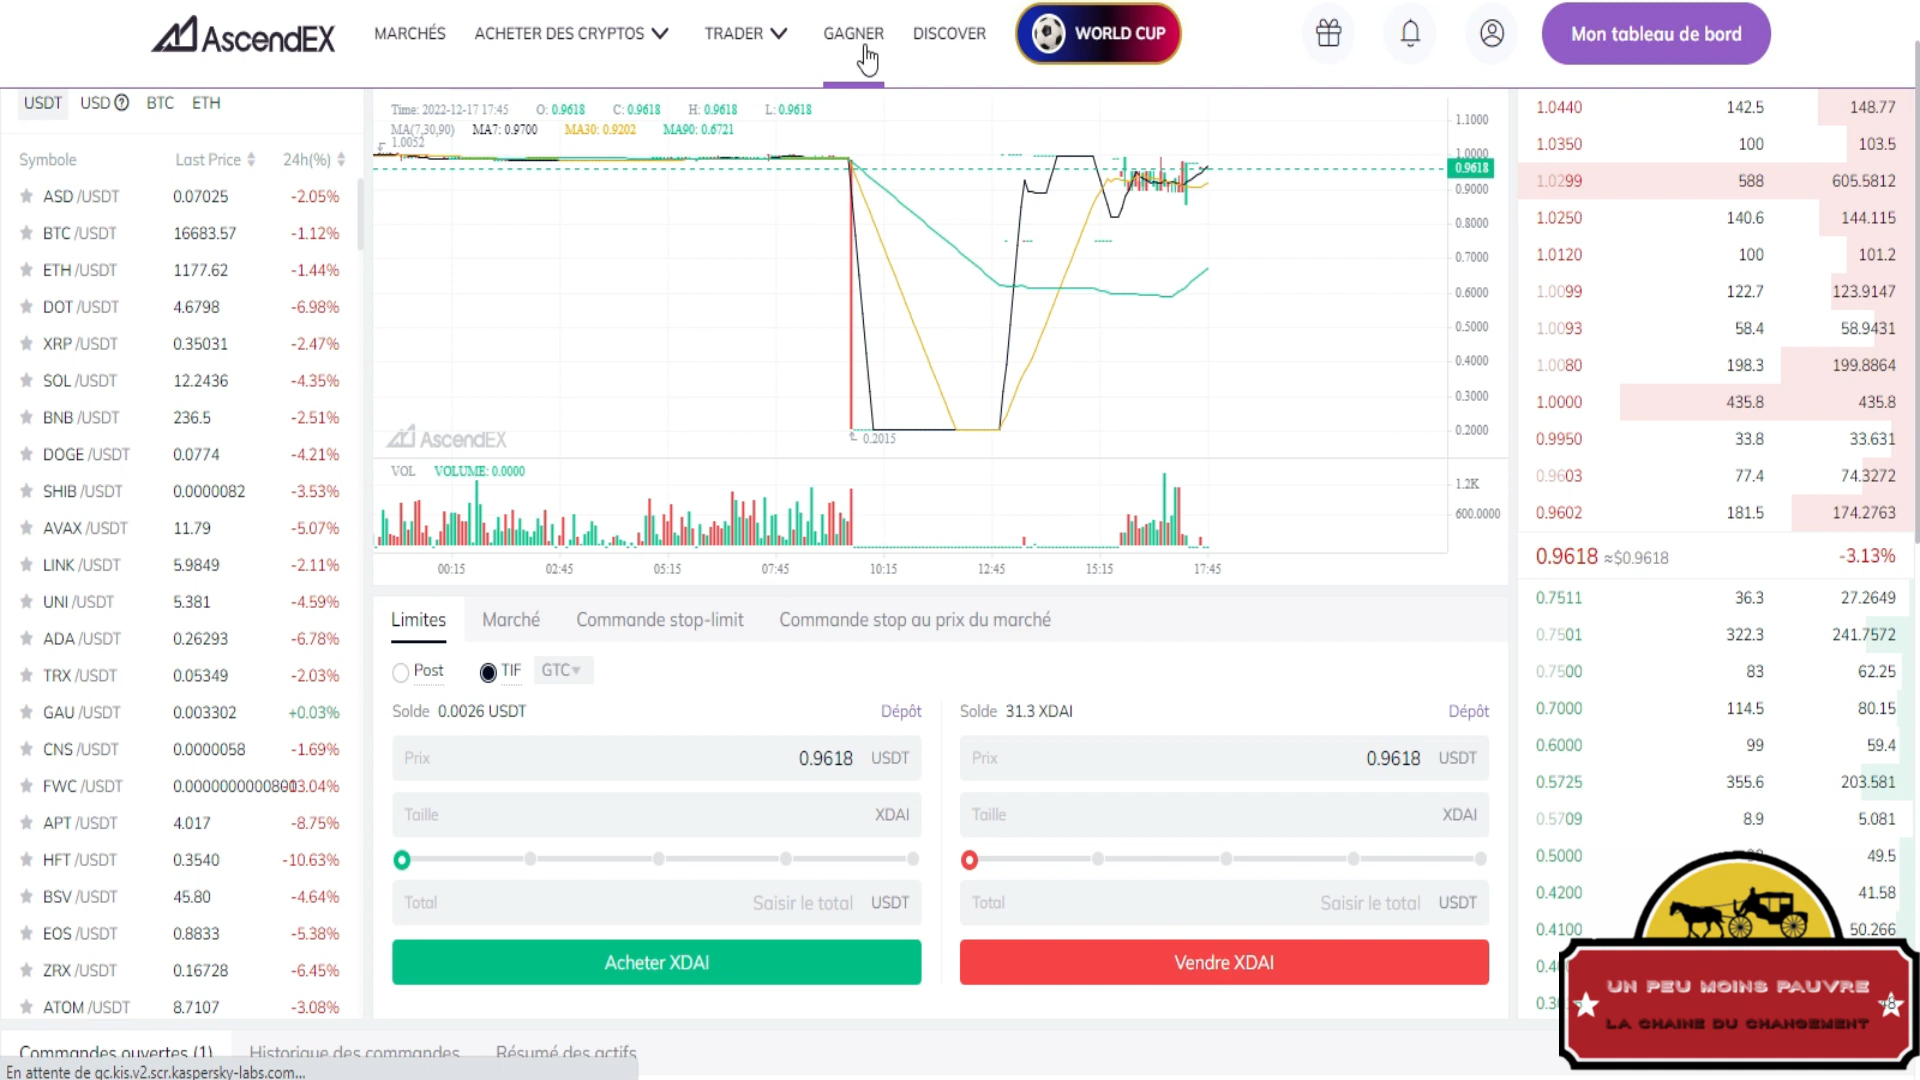 AscendEX MARCHÉS ACHETER DES CRYPTOS TRADER GAGNER DISCOVER WORLD CUP Mon tableau de bord
USDT USD BTC ETH
Symbole Last Price 24h(%)
ASD /USDT 0.07025 -2.05%
BTC /USDT 16683.57 -1.12%
ETH /USDT 1177.62 -1.44%
DOT /USDT 4.6798 -6.98%
XRP /USDT 0.35031 -2.47%
SOL /USDT 12.2436 -4.35%
BNB /USDT 236.5 -2.51%
DOGE /USDT 0.0774 -4.21%
SHIB /USDT 0.0000082 -3.53%
AVAX /USDT 11.79 -5.07%
LINK /USDT 5.9849 -2.11%
UNI /USDT 5.381 -4.59%
ADA /USDT 0.26293 -6.78%
TRX /USDT 0.05349 -2.03%
GAU /USDT 0.003302 +0.03%
CNS /USDT 0.0000058 -1.69%
FWC /USDT
APT /USDT 4.017 -8.75%
HFT /USDT 0.3540 -10.63%
BSV /USDT 45.80 -4.64%
EOS /USDT 0.8833 -5.38%
ZRX /USDT 0.16728 -6.45%
ATOM /USDT 8.7107 -3.08%
Time: 2022-12-17 17:45 O: 0.9618 C: 0.9618 H: 0.9618 L: 0.9618
MA(7,30,90) MA7: 0.9700 MA30: 0.9202 MA90: 0.6721
1.0052
1.1000
1.0000
0.9618
0.9000
0.8000
0.7000
0.6000
0.5000
0.4000
0.3000
0.2000
AscendEX
0.2015
VOL VOLUME: 0.0000
1.2K
600.0000
00:15 02:45 05:15 07:45 10:15 12:45 15:15 17:45
Limites Marché Commande stop-limit Commande stop au prix du marché
Post TIF GTC
Solde 0.0026 USDT Dépôt
Prix 0.9618 USDT
Taille XDAI
Total Saisir le total USDT
Acheter XDAI
Solde 31.3 XDAI Dépôt
Prix 0.9618 USDT
Taille XDAI
Total Saisir le total USDT
Vendre XDAI
1.0440 142.5 148.77
1.0350 100 103.5
1.0299 588 605.5812
1.0250 140.6 144.115
1.0120 100 101.2
1.0099 122.7 123.9147
1.0093 58.4 58.9431
1.0080 198.3 199.8864
1.0000 435.8 435.8
0.9950 33.8 33.631
0.9603 77.4 74.3272
0.9602 181.5 174.2763
0.9618 ≈$0.9618 -3.13%
0.7511 36.3 27.2649
0.7501 322.3 241.7572
0.7500 83 62.25
0.7000 114.5 80.15
0.6000 99 59.4
0.5725 355.6 203.581
0.5709 8.9 5.081
0.5000 49.5
0.4200 41.58
0.4100 50.266
UN PEU MOINS PAUVRE
LA CHAINE DU CHANGEMENT
Commandes ouvertes (1) Historique des commandes Résumé des actifs
En attente de gc.kis.v2.scr.kaspersky-labs.com...